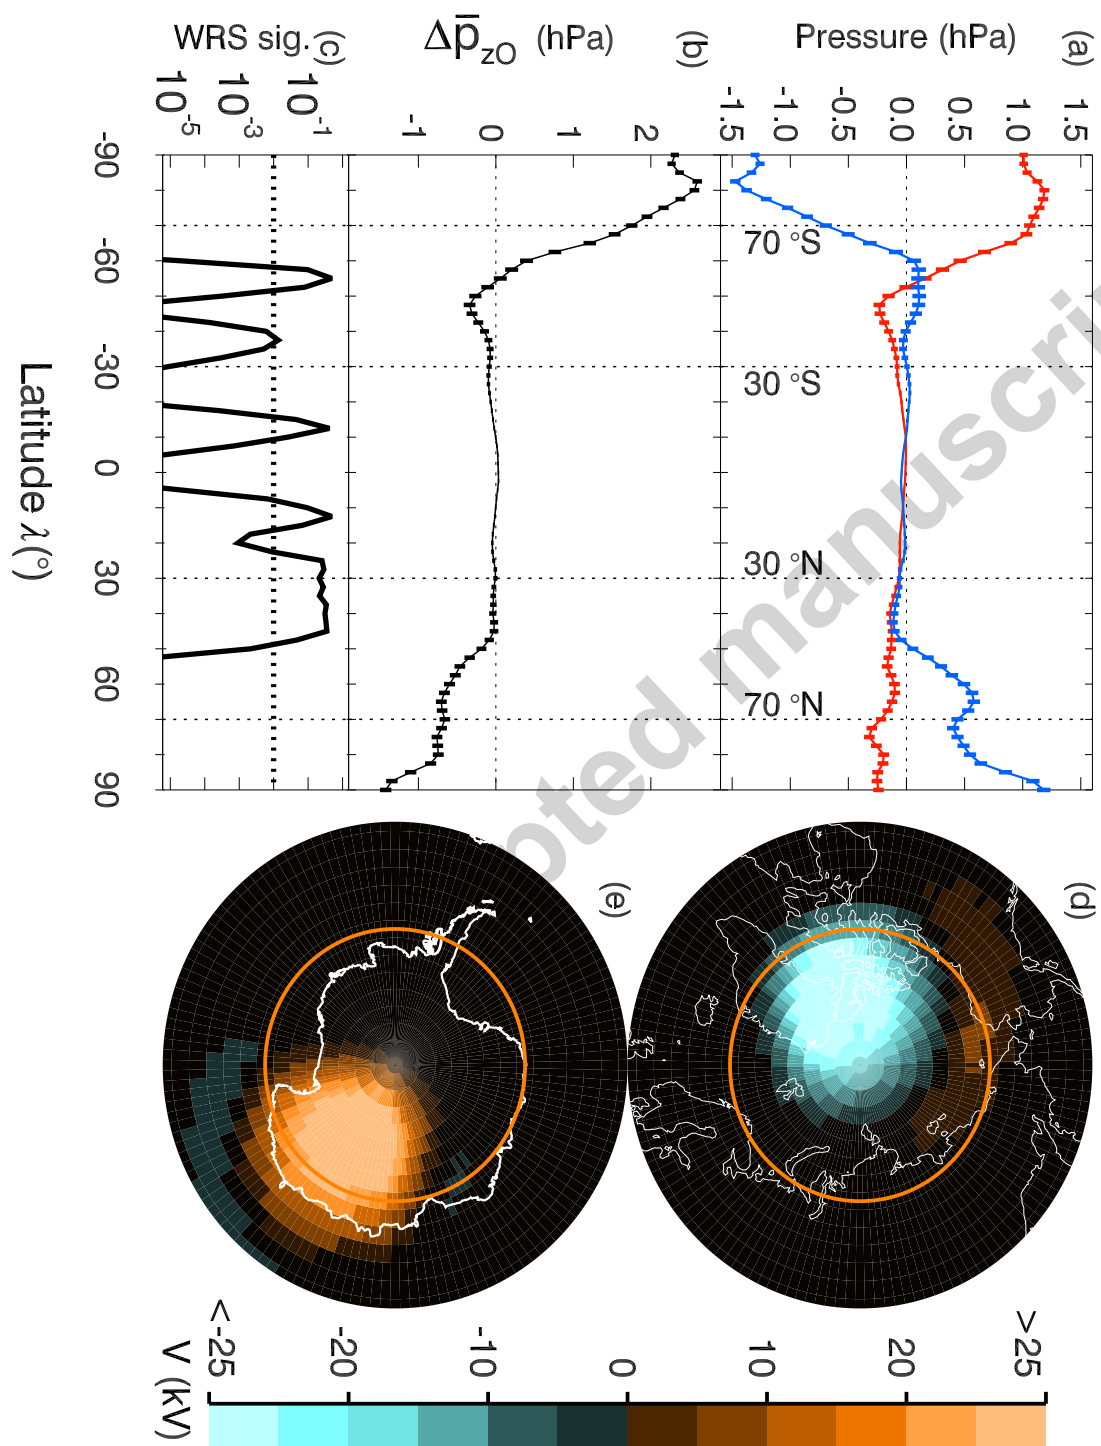 (a)
Pressure (hPa)
1.5
1.0
0.5
0.0
-0.5
-1.0
-1.5
70 °S
30 °S
30 °N
70 °N
(b)
Δp̅zO (hPa)
2
1
0
-1
(c)
WRS sig.
10-1
10-3
10-5
-90
-60
-30
0
30
60
90
Latitude λ(°)
(d)
(e)
>25
20
10
0
-10
-20
<-25
V (kV)
pted manuscri